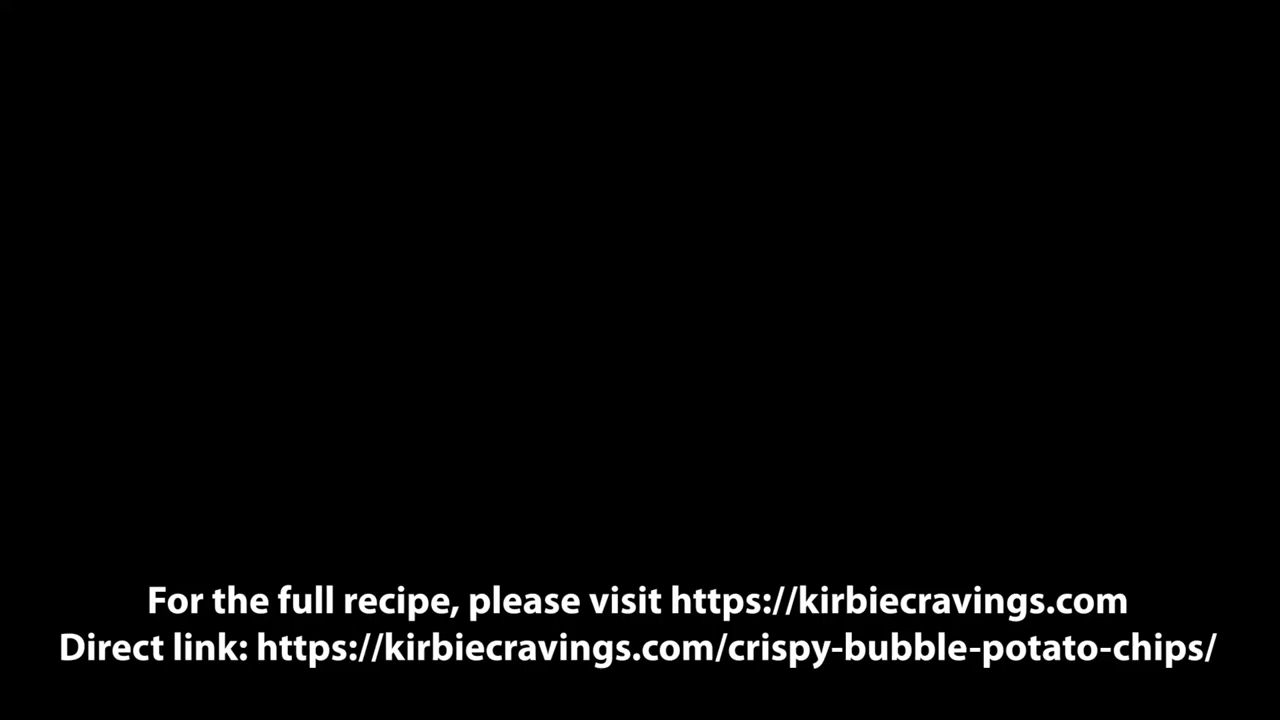 For the full recipe, please visit https://kirbiecravings.com
Direct link: https://kirbiecravings.com/crispy-bubble-potato-chips/